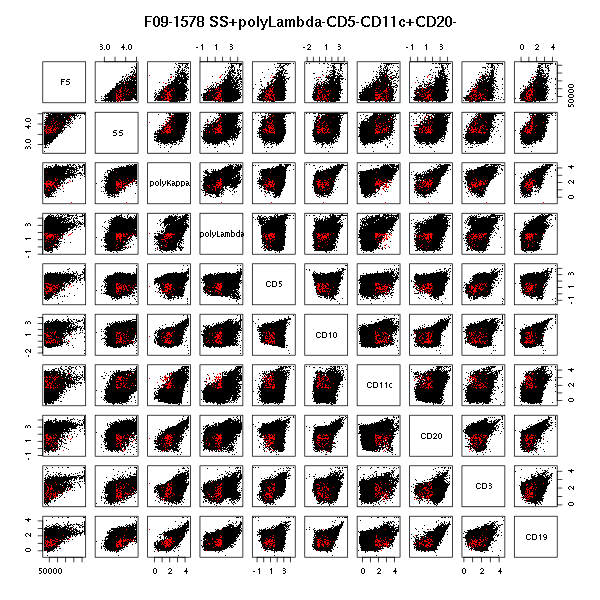 F09-1578 SS+polyLambda-CD5-CD11c+CD20-
3.0 4.0 -1 1 3 -1 1 3 -1 1 3 0 2 4
FS 50000
3.0 4.0 SS
polyKappa 0 2 4
-1 1 3 polyLambda
CD5 -1 1 3
-2 1 3 CD10
CD11c 0 2 4
-1 1 3 CD20
CD3 0 2 4
0 2 4 CD19
50000 0 2 4 -1 1 3 0 2 4 0 2 4